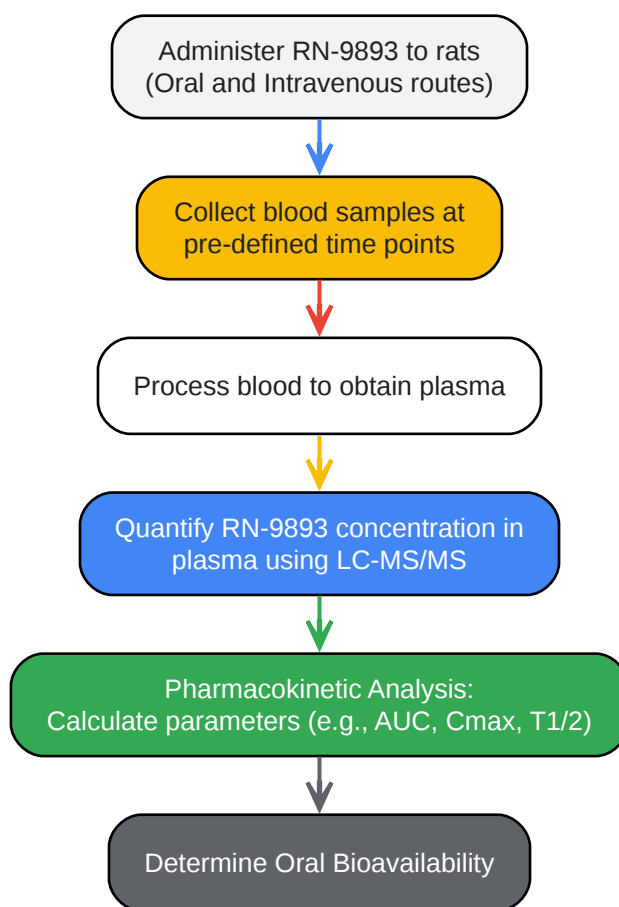 Administer RN-9893 to rats
(Oral and Intravenous routes)
Collect blood samples at
pre-defined time points
Process blood to obtain plasma
Quantify RN-9893 concentration in
plasma using LC-MS/MS
Pharmacokinetic Analysis:
Calculate parameters (e.g., AUC, Cmax, T1/2)
Determine Oral Bioavailability